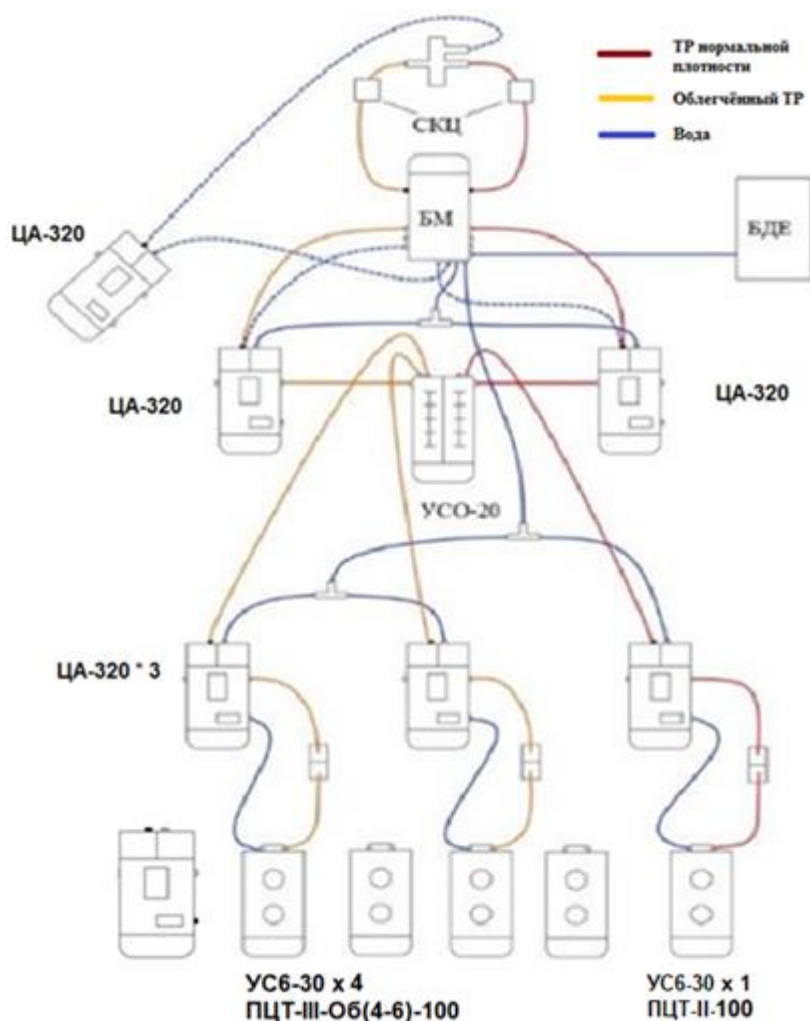 ТР нормальной
плотности
Облегчённый ТР
Вода
СКЦ
БМ
БДЕ
ЦА-320
ЦА-320
ЦА-320
УСО-20
ЦА-320 * 3
УС6-30 x 4
ПЦТ-III-Об(4-6)-100
УС6-30 x 1
ПЦТ-II-100